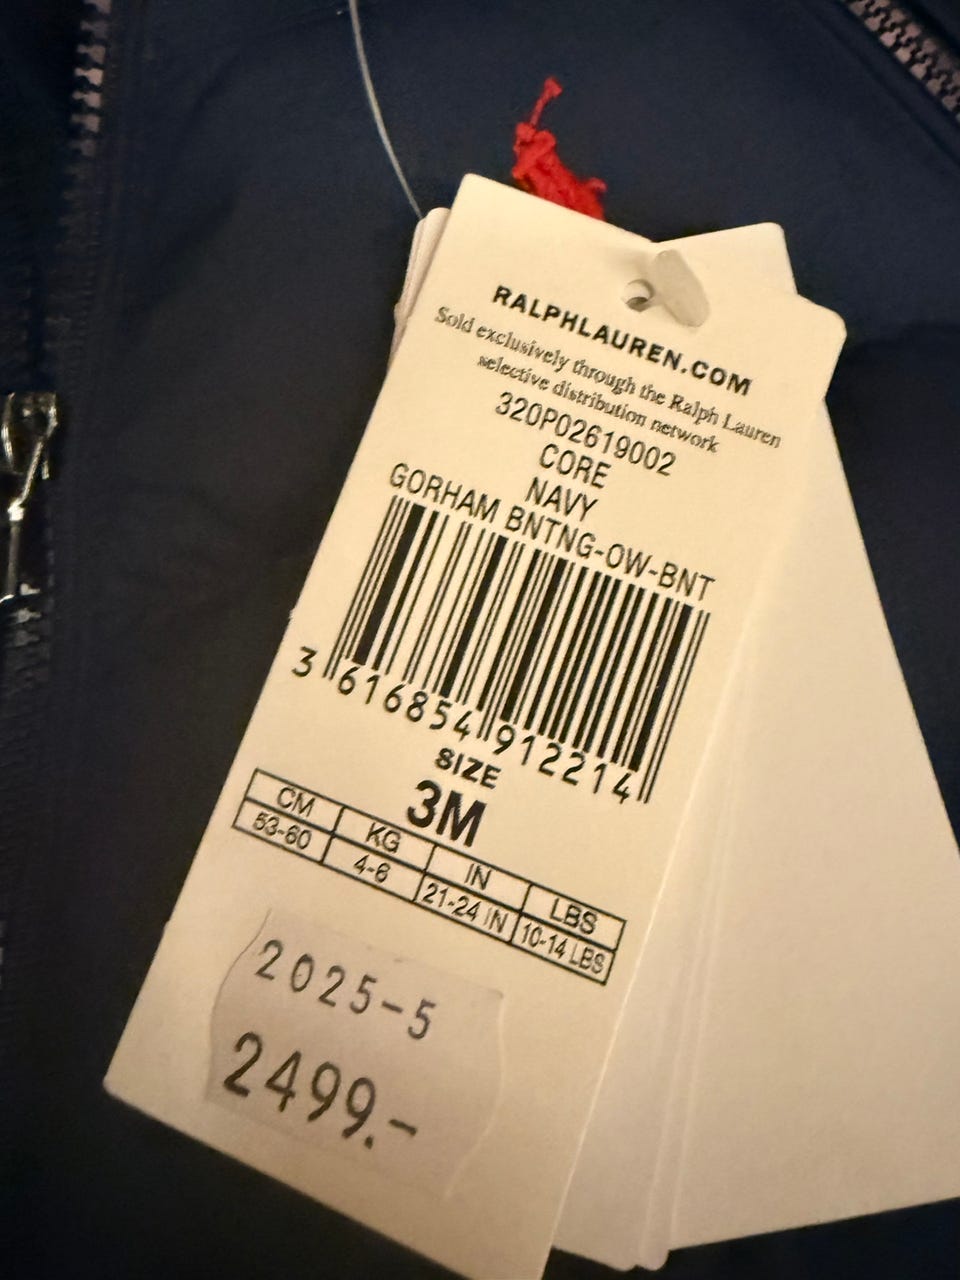 RALPHLAUREN.COM
Sold exclusively through the Ralph Lauren
selective distribution network
320P02619002
CORE
NAVY
GORHAM BNTNG-OW-BNT
3 616854 912214
SIZE
3M
CM KG IN LBS
53-60 4-6 21-24 IN 10-14 LBS
2025-5
2499.-